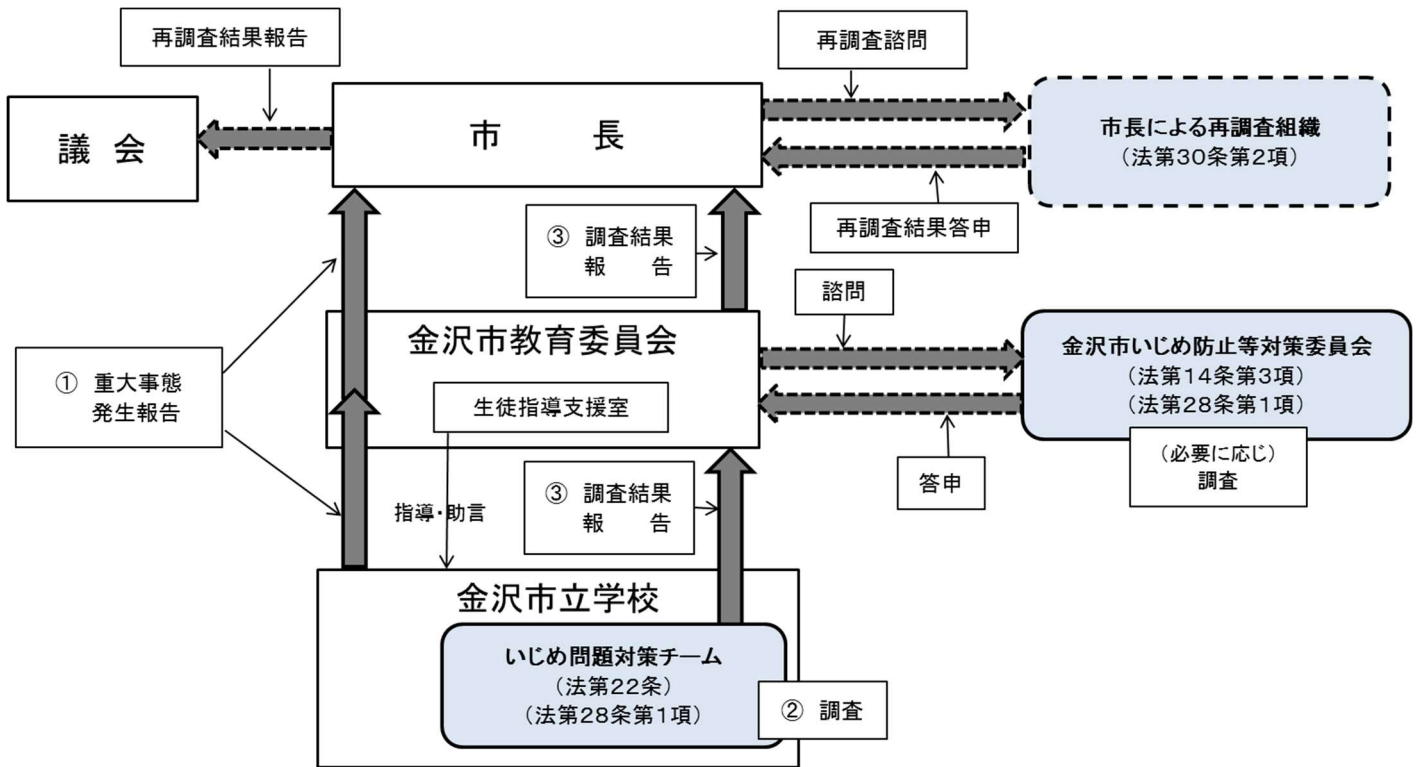 再調査結果報告
再調査諮問
議 会
市 長
市長による再調査組織
(法第30条第2項)
③ 調査結果
報 告
再調査結果答申
諮問
① 重大事態
発生報告
金沢市教育委員会
生徒指導支援室
金沢市いじめ防止等対策委員会
(法第14条第3項)
(法第28条第1項)
(必要に応じ)
調査
答申
指導・助言
③ 調査結果
報 告
金沢市立学校
いじめ問題対策チーム
(法第22条)
(法第28条第1項)
② 調査